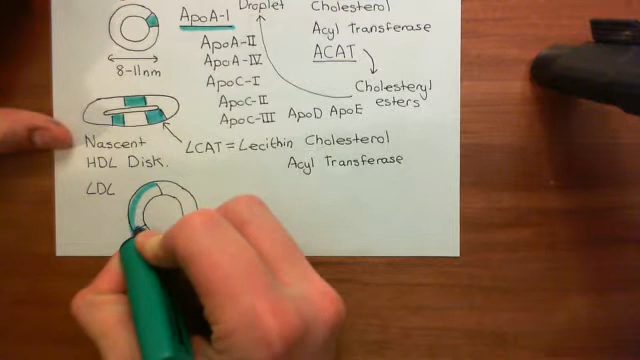 ApoA-I
Droplet
Cholesterol
Acyl Transferase
ACAT
ApoA-II
ApoA-IV
ApoC-I
ApoC-II
ApoC-III ApoD ApoE
Cholesteryl
esters
8-11nm
Nascent
HDL Disk.
LCAT = Lecithin Cholesterol
Acyl Transferase
LDL